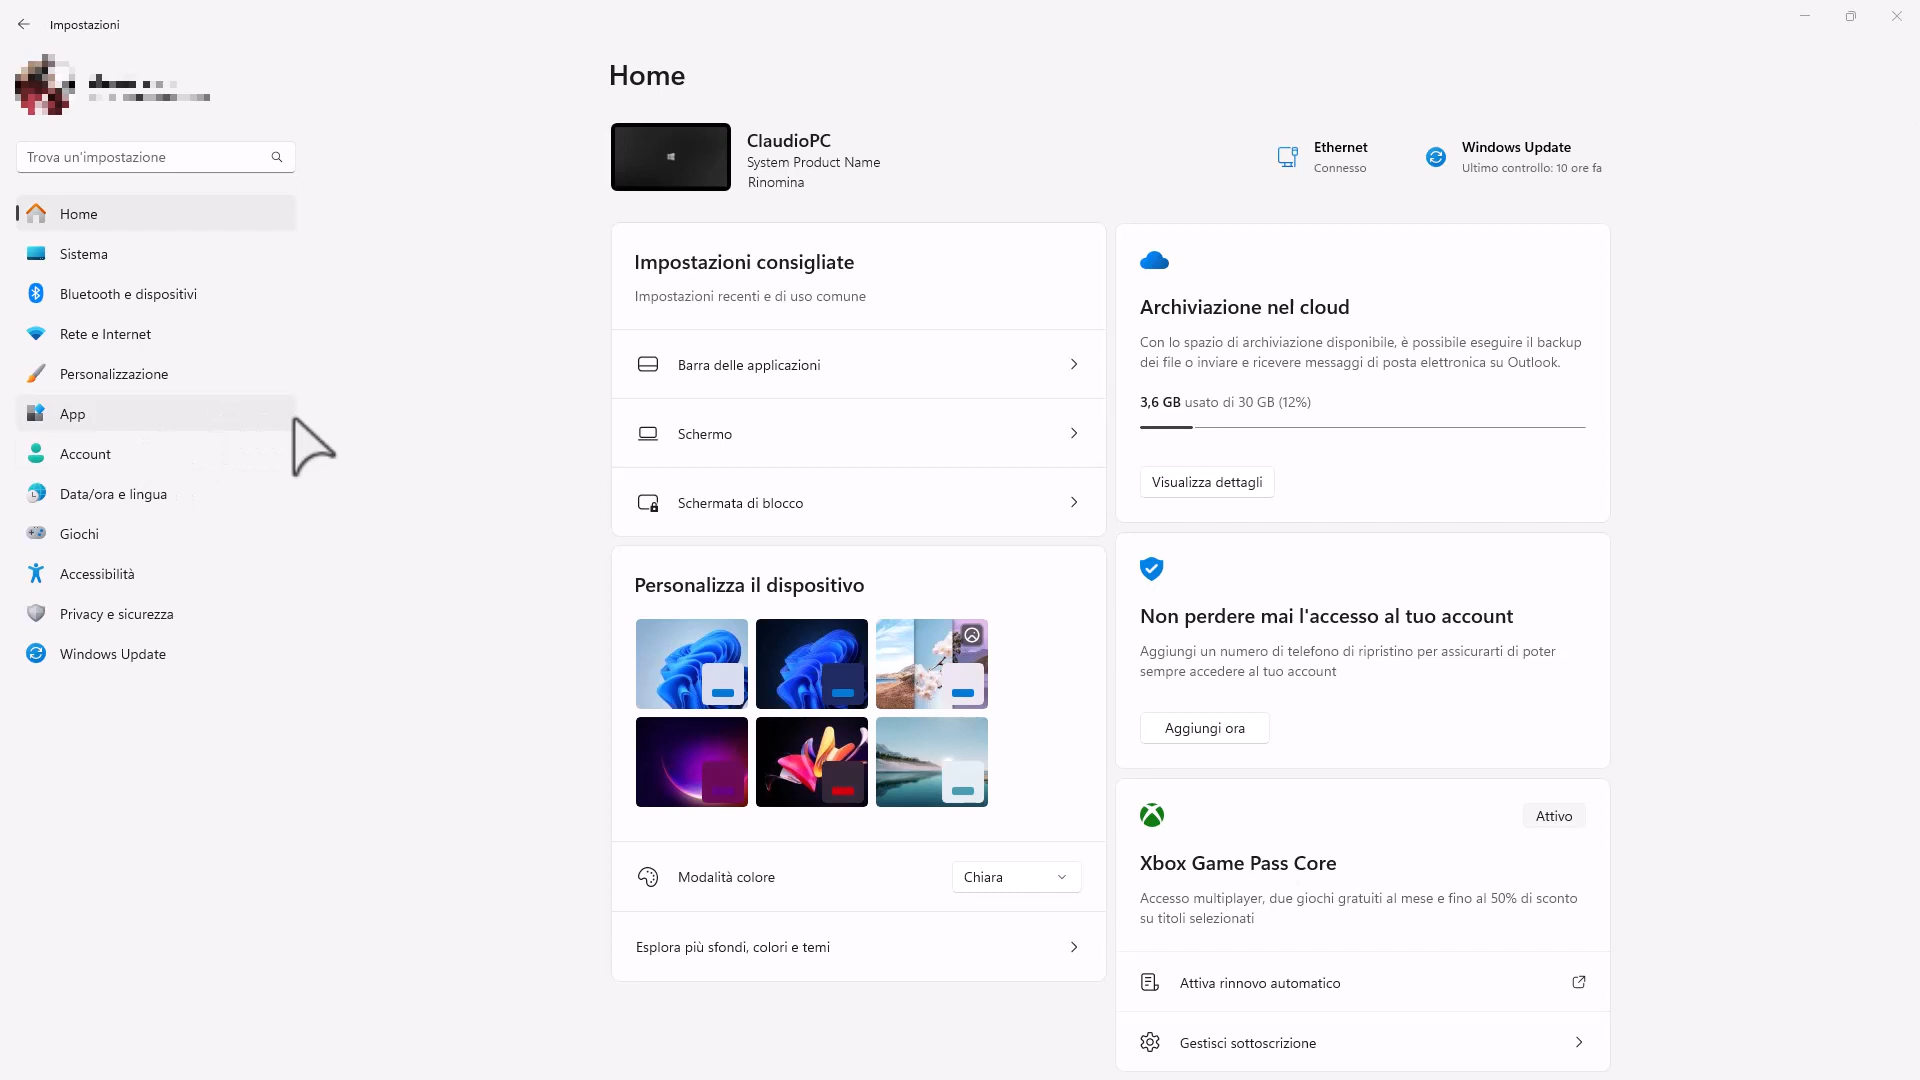 Impostazioni
Trova un'impostazione
Home
Sistema
Bluetooth e dispositivi
Rete e Internet
Personalizzazione
App
Account
Data/ora e lingua
Giochi
Accessibilità
Privacy e sicurezza
Windows Update
Home
ClaudioPC
System Product Name
Rinomina
Ethernet
Connesso
Windows Update
Ultimo controllo: 10 ore fa
Impostazioni consigliate
Impostazioni recenti e di uso comune
Barra delle applicazioni
Schermo
Schermata di blocco
Personalizza il dispositivo
Modalità colore
Chiara
Esplora più sfondi, colori e temi
Archiviazione nel cloud
Con lo spazio di archiviazione disponibile, è possibile eseguire il backup
dei file o inviare e ricevere messaggi di posta elettronica su Outlook.
3,6 GB usato di 30 GB (12%)
Visualizza dettagli
Non perdere mai l'accesso al tuo account
Aggiungi un numero di telefono di ripristino per assicurarti di poter
sempre accedere al tuo account
Aggiungi ora
Attivo
Xbox Game Pass Core
Accesso multiplayer, due giochi gratuiti al mese e fino al 50% di sconto
su titoli selezionati
Attiva rinnovo automatico
Gestisci sottoscrizione